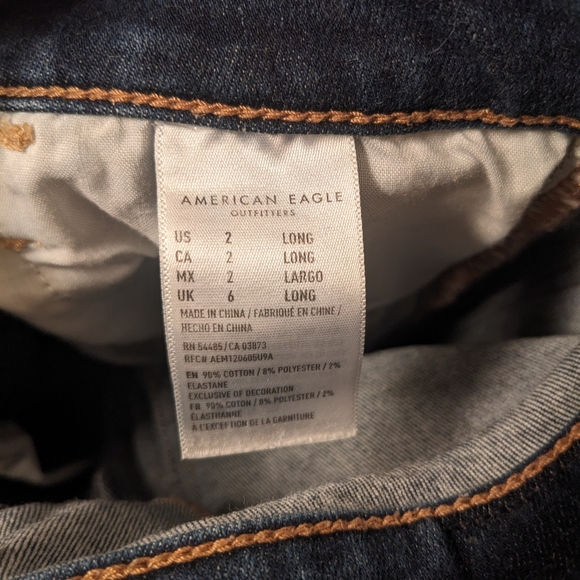 AMERICAN EAGLE
OUTFITTERS
US 2 LONG
CA 2 LONG
MX 2 LARGO
UK 6 LONG
MADE IN CHINA / FABRIQUÉ EN CHINE /
HECHO EN CHINA
RN 54485 / CA 03873
RFC# AEM120605U9A
EN 90% COTTON / 8% POLYESTER / 2%
ELASTANE
EXCLUSIVE OF DECORATION
FR 90% COTON / 8% POLYESTER / 2%
ÉLASTHANNE
À L'EXCEPTION DE LA GARNITURE